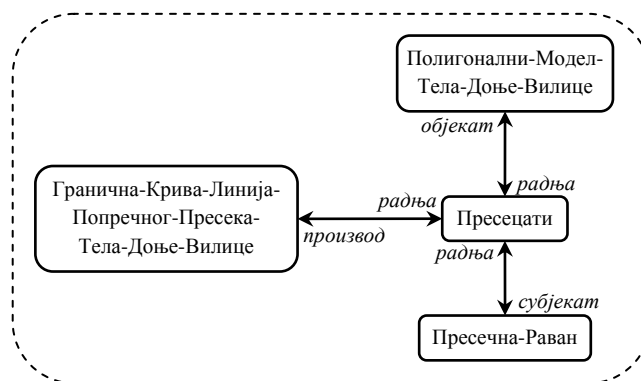 Полигонални-Модел-
Тела-Доње-Вилице
објекат
радња
Гранична-Крива-Линија-
Попречног-Пресека-
Тела-Доње-Вилице
радња
производ
Пресецати
радња
субјекат
Пресечна-Раван